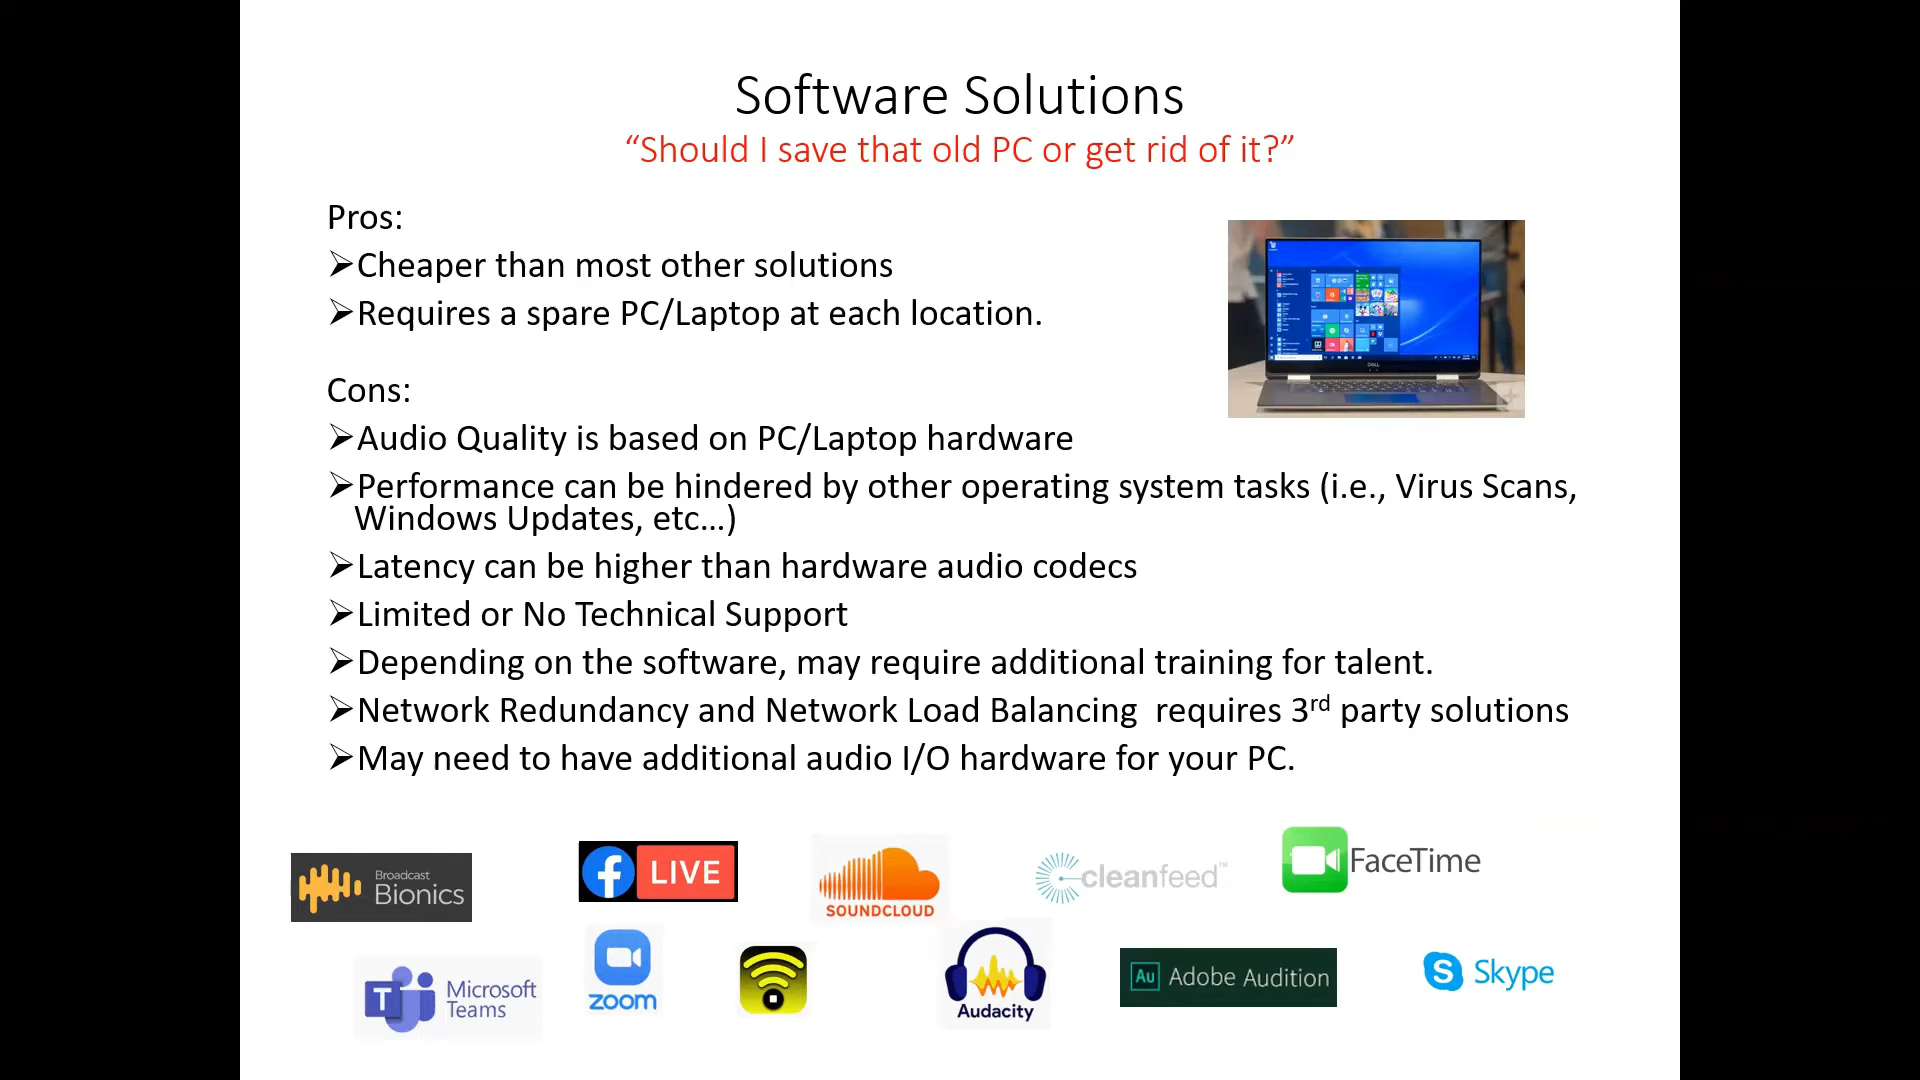 Software Solutions
“Should I save that old PC or get rid of it?”
Pros:
➢Cheaper than most other solutions
➢Requires a spare PC/Laptop at each location.
Cons:
➢Audio Quality is based on PC/Laptop hardware
➢Performance can be hindered by other operating system tasks (i.e., Virus Scans,
Windows Updates, etc…)
➢Latency can be higher than hardware audio codecs
➢Limited or No Technical Support
➢Depending on the software, may require additional training for talent.
➢Network Redundancy and Network Load Balancing  requires 3rd party solutions
➢May need to have additional audio I/O hardware for your PC.
DELL
Broadcast
Bionics
f LIVE
SOUNDCLOUD
cleanfeed™
FaceTime
T Microsoft
Teams
zoom
Audacity
Au Adobe Audition
S Skype